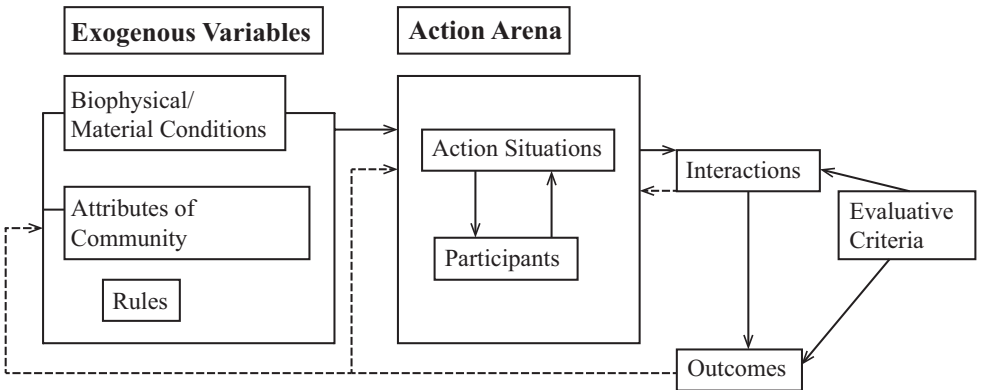 Exogenous Variables
Action Arena
Biophysical/
Material Conditions
Attributes of
Community
Rules
Action Situations
Participants
Interactions
Evaluative
Criteria
Outcomes